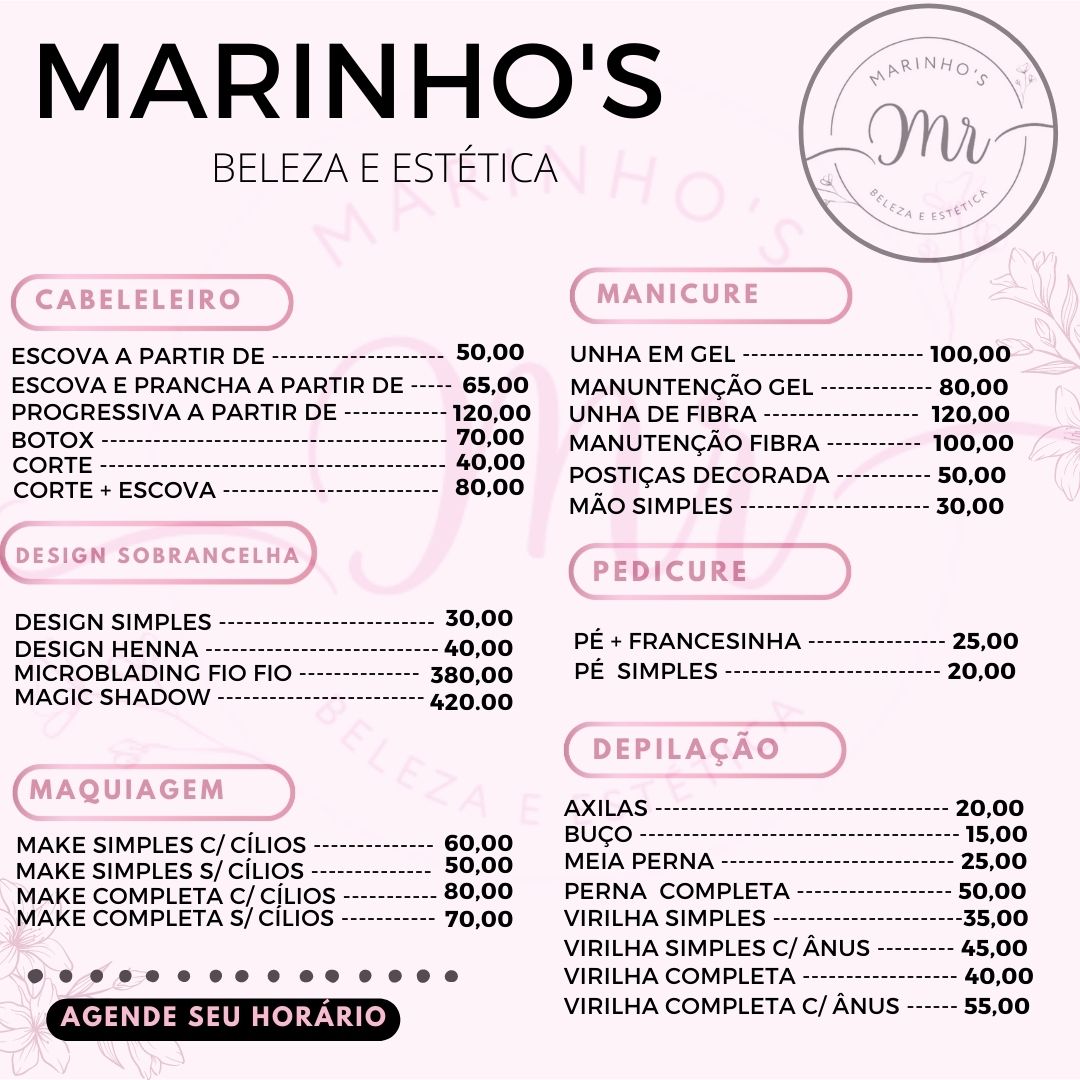 MARINHO'S
BELEZA E ESTÉTICA
MARINHO'S
Mr
BELEZA E ESTÉTICA
CABELELEIRO
ESCOVA A PARTIR DE -------------------- 50,00
ESCOVA E PRANCHA A PARTIR DE ----- 65,00
PROGRESSIVA A PARTIR DE ------------ 120,00
BOTOX ---------------------------------------- 70,00
CORTE ---------------------------------------- 40,00
CORTE + ESCOVA ------------------------- 80,00
DESIGN SOBRANCELHA
DESIGN SIMPLES ------------------------- 30,00
DESIGN HENNA --------------------------- 40,00
MICROBLADING FIO FIO -------------- 380,00
MAGIC SHADOW ------------------------ 420.00
MAQUIAGEM
MAKE SIMPLES C/ CÍLIOS -------------- 60,00
MAKE SIMPLES S/ CÍLIOS -------------- 50,00
MAKE COMPLETA C/ CÍLIOS ----------- 80,00
MAKE COMPLETA S/ CÍLIOS ----------- 70,00
AGENDE SEU HORÁRIO
MANICURE
UNHA EM GEL --------------------- 100,00
MANUNTENÇÃO GEL ------------- 80,00
UNHA DE FIBRA ------------------ 120,00
MANUTENÇÃO FIBRA ----------- 100,00
POSTIÇAS DECORADA ----------- 50,00
MÃO SIMPLES ---------------------- 30,00
PEDICURE
PÉ + FRANCESINHA ---------------- 25,00
PÉ  SIMPLES ------------------------- 20,00
DEPILAÇÃO
AXILAS ---------------------------------- 20,00
BUÇO ------------------------------------- 15,00
MEIA PERNA --------------------------- 25,00
PERNA  COMPLETA ------------------ 50,00
VIRILHA SIMPLES ----------------------35,00
VIRILHA SIMPLES C/ ÂNUS --------- 45,00
VIRILHA COMPLETA ------------------ 40,00
VIRILHA COMPLETA C/ ÂNUS ------ 55,00
MARINHO'S
Mr
BELEZA E ESTÉTICA